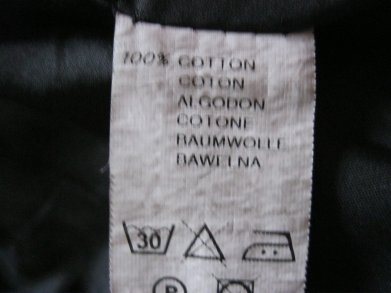 100% COTTON
COTON
ALGODON
COTONE
BAUMWOLLE
BAWEŁNA
30
P